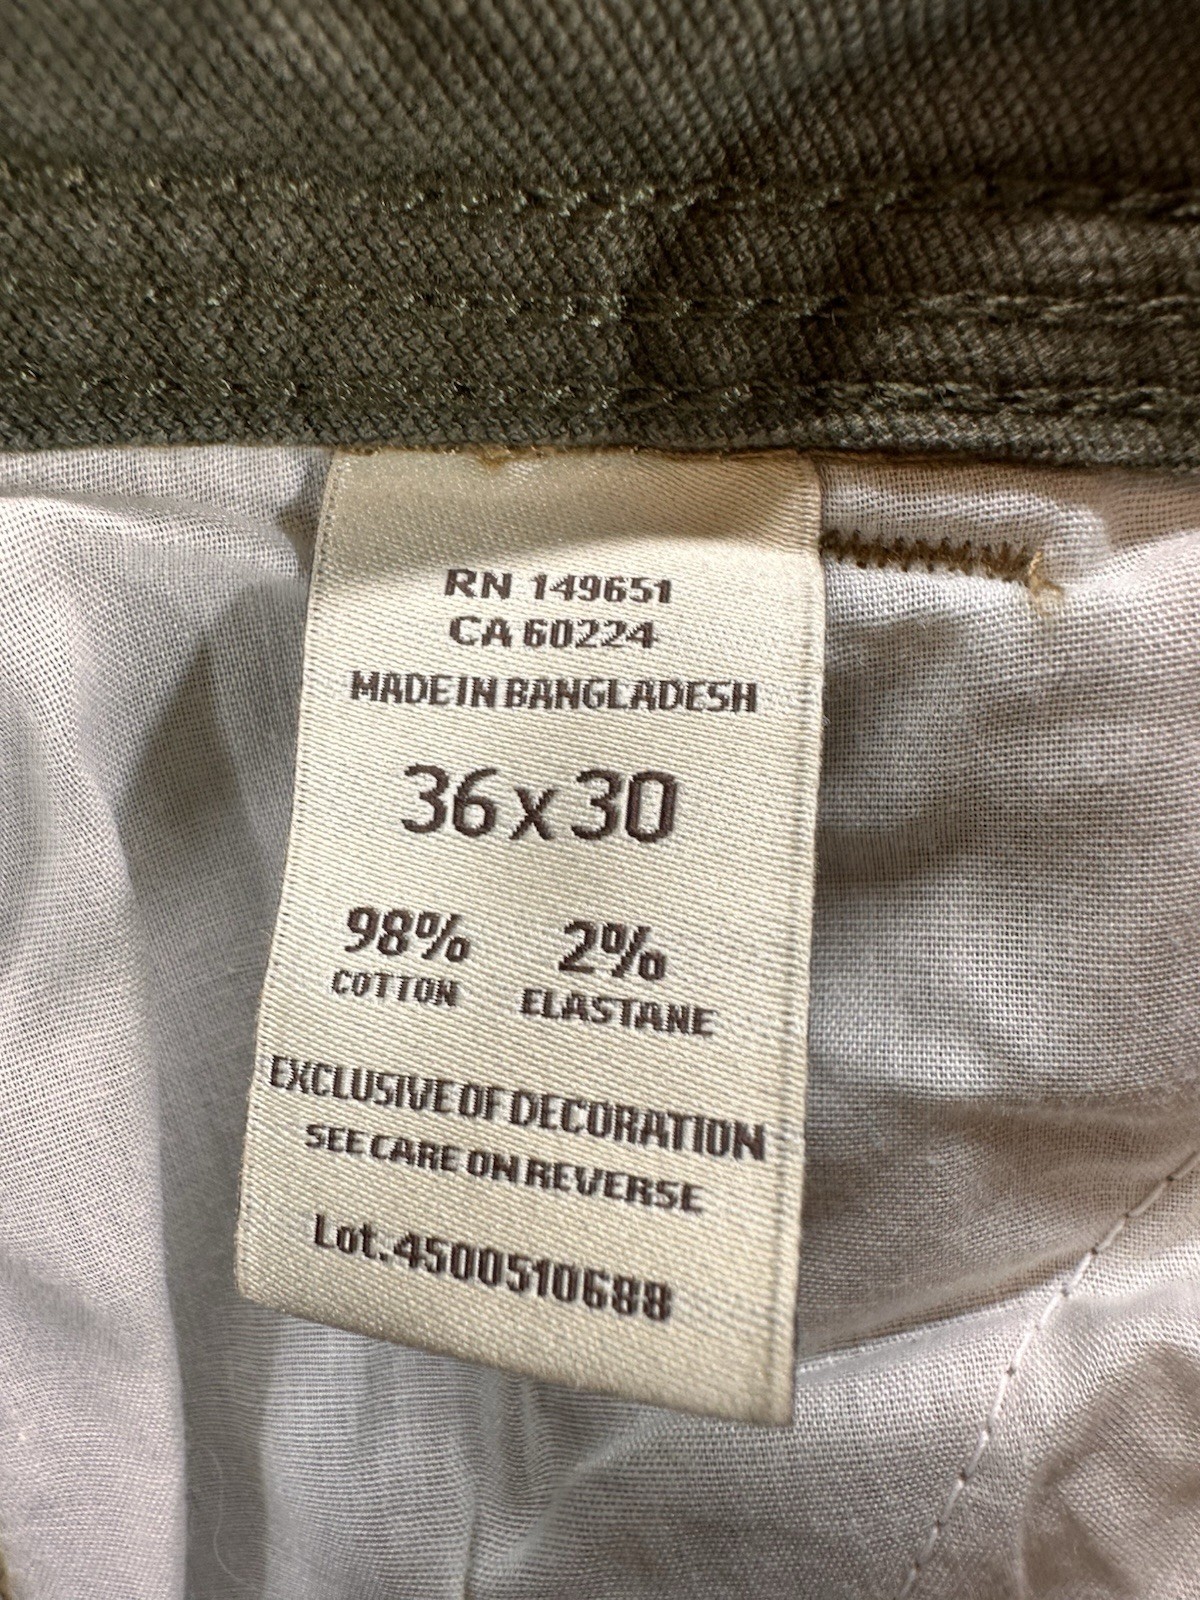 RN 149651
CA 60224
MADE IN BANGLADESH
36 x 30
98% 2%
COTTON ELASTANE
EXCLUSIVE OF DECORATION
SEE CARE ON REVERSE
Lot.4500510688